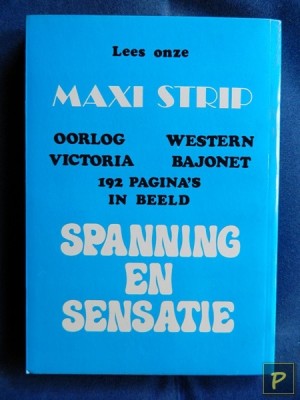 Lees onze
MAXI STRIP
OORLOG WESTERN
VICTORIA BAJONET
192 PAGINA'S
IN BEELD
SPANNING
EN
SENSATIE
P